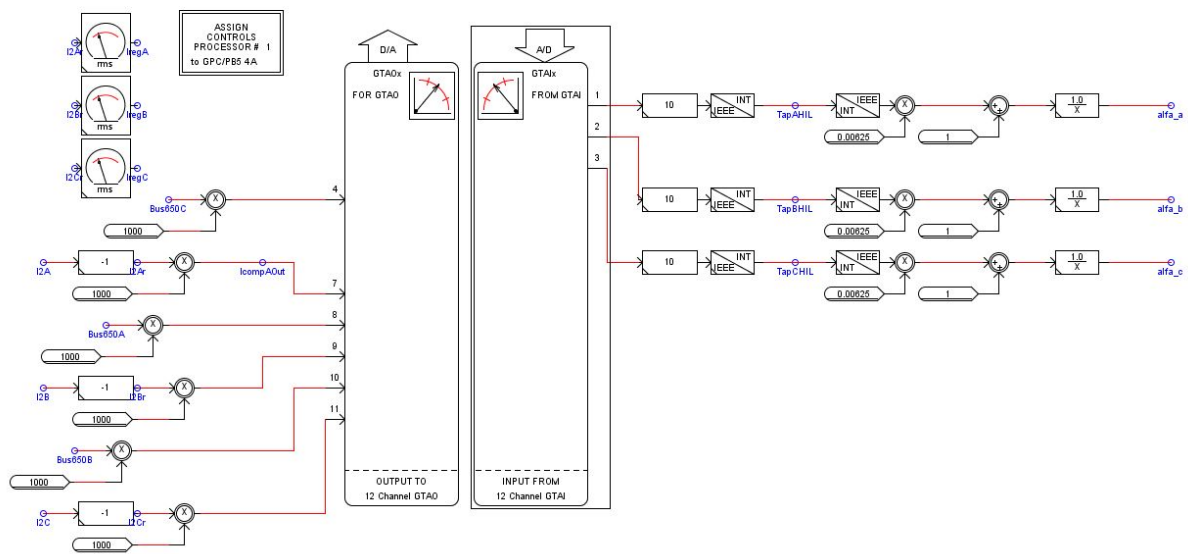 I2Ar
IregA
rms
I2Br
IregB
rms
I2Cr
IregC
rms
ASSIGN
CONTROLS
PROCESSOR # 1
to GPC/PB5 4A
Bus650C
X
1000
I2A
-1
I2Ar
X
IcompAOut
1000
Bus650A
X
1000
I2B
-1
I2Br
X
1000
Bus650B
X
1000
I2C
-1
I2Cr
X
1000
D/A
GTAOx
FOR GTAO
4
7
8
9
10
11
OUTPUT TO
12 Channel GTAO
A/D
GTAIx
FROM GTAI
1
2
3
INPUT FROM
12 Channel GTAI
10
INT
IEEE
TapAHIL
IEEE
INT
X
0.00625
+
+
1
1.0
X
alfa_a
10
INT
IEEE
TapBHIL
IEEE
INT
X
0.00625
+
+
1
1.0
X
alfa_b
10
INT
IEEE
TapCHIL
IEEE
INT
X
0.00625
+
+
1
1.0
X
alfa_c